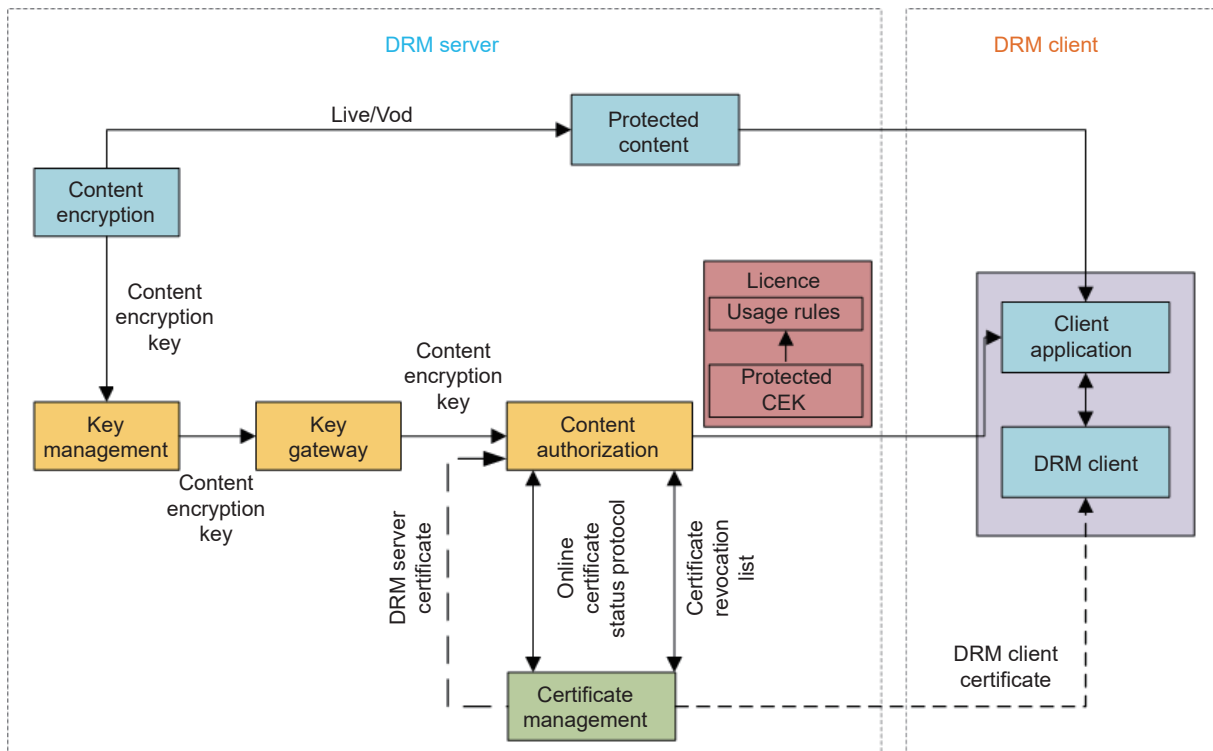 DRM server
DRM client
Live/Vod
Protected
content
Content
encryption
Content
encryption
key
Licence
Usage rules
Protected
CEK
Client
application
Content
encryption
key
Key
management
Key
gateway
Content
authorization
DRM client
Content
encryption
key
DRM server
certificate
Online
certificate
status protocol
Certificate
revocation
list
Certificate
management
DRM client
certificate